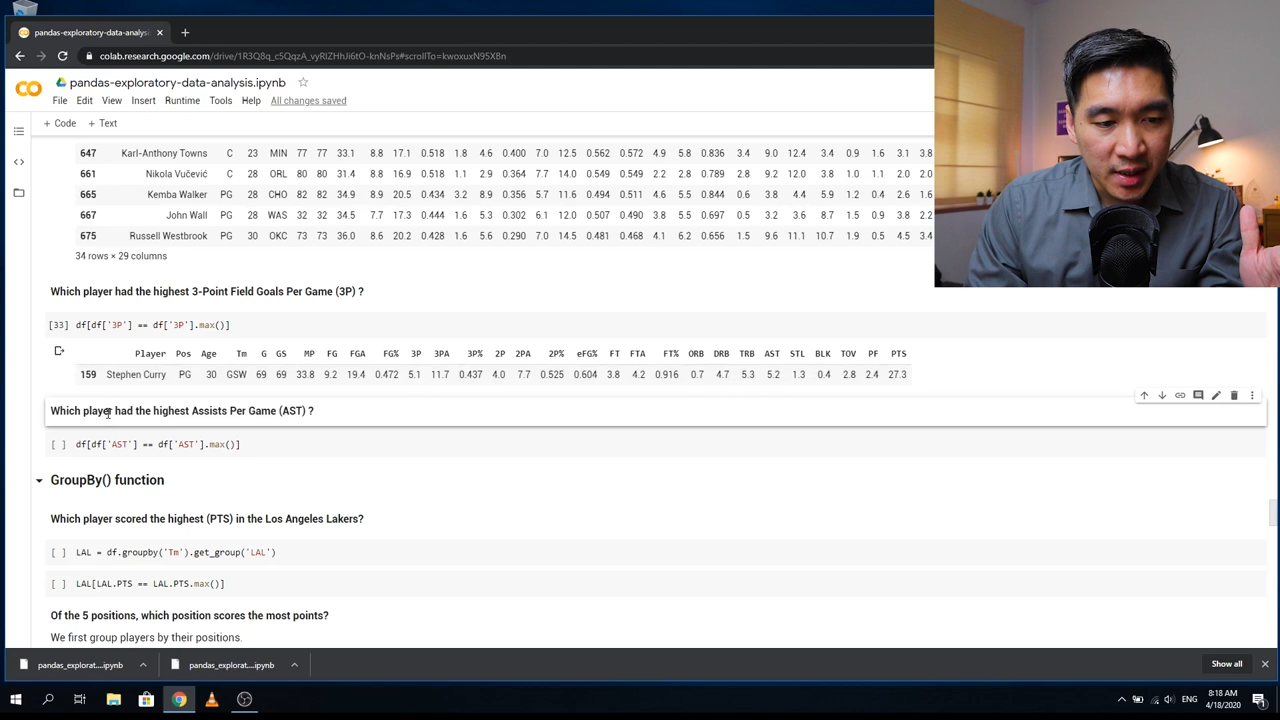 pandas-exploratory-data-analysis
colab.research.google.com/drive/1R3Q8q_c5QqzA_vyRIZHhJi6tO-knNsPs#scrollTo=kwoxuxN95XBn
pandas-exploratory-data-analysis.ipynb
File Edit View Insert Runtime Tools Help All changes saved
+ Code + Text
647 Karl-Anthony Towns C 23 MIN 77 77 33.1 8.8 17.1 0.518 1.8 4.6 0.400 7.0 12.5 0.562 0.572 4.9 5.8 0.836 3.4 9.0 12.4 3.4 0.9 1.6 3.1 3.8
661 Nikola Vučević C 28 ORL 80 80 31.4 8.8 16.9 0.518 1.1 2.9 0.364 7.7 14.0 0.549 0.549 2.2 2.8 0.789 2.8 9.2 12.0 3.8 1.0 1.1 2.0 2.0
665 Kemba Walker PG 28 CHO 82 82 34.9 8.9 20.5 0.434 3.2 8.9 0.356 5.7 11.6 0.494 0.511 4.6 5.5 0.844 0.6 3.8 4.4 5.9 1.2 0.4 2.6 1.6
667 John Wall PG 28 WAS 32 32 34.5 7.7 17.3 0.444 1.6 5.3 0.302 6.1 12.0 0.507 0.490 3.8 5.5 0.697 0.5 3.2 3.6 8.7 1.5 0.9 3.8 2.2
675 Russell Westbrook PG 30 OKC 73 73 36.0 8.6 20.2 0.428 1.6 5.6 0.290 7.0 14.5 0.481 0.468 4.1 6.2 0.656 1.5 9.6 11.1 10.7 1.9 0.5 4.5 3.4
34 rows × 29 columns
Which player had the highest 3-Point Field Goals Per Game (3P) ?
[33] df[df['3P'] == df['3P'].max()]
Player Pos Age Tm G GS MP FG FGA FG% 3P 3PA 3P% 2P 2PA 2P% eFG% FT FTA FT% ORB DRB TRB AST STL BLK TOV PF PTS
159 Stephen Curry PG 30 GSW 69 69 33.8 9.2 19.4 0.472 5.1 11.7 0.437 4.0 7.7 0.525 0.604 3.8 4.2 0.916 0.7 4.7 5.3 5.2 1.3 0.4 2.8 2.4 27.3
Which player had the highest Assists Per Game (AST) ?
[ ] df[df['AST'] == df['AST'].max()]
GroupBy() function
Which player scored the highest (PTS) in the Los Angeles Lakers?
[ ] LAL = df.groupby('Tm').get_group('LAL')
[ ] LAL[LAL.PTS == LAL.PTS.max()]
Of the 5 positions, which position scores the most points?
We first group players by their positions.
pandas_explorat....ipynb pandas_explorat....ipynb Show all
ENG 8:18 AM
4/18/2020